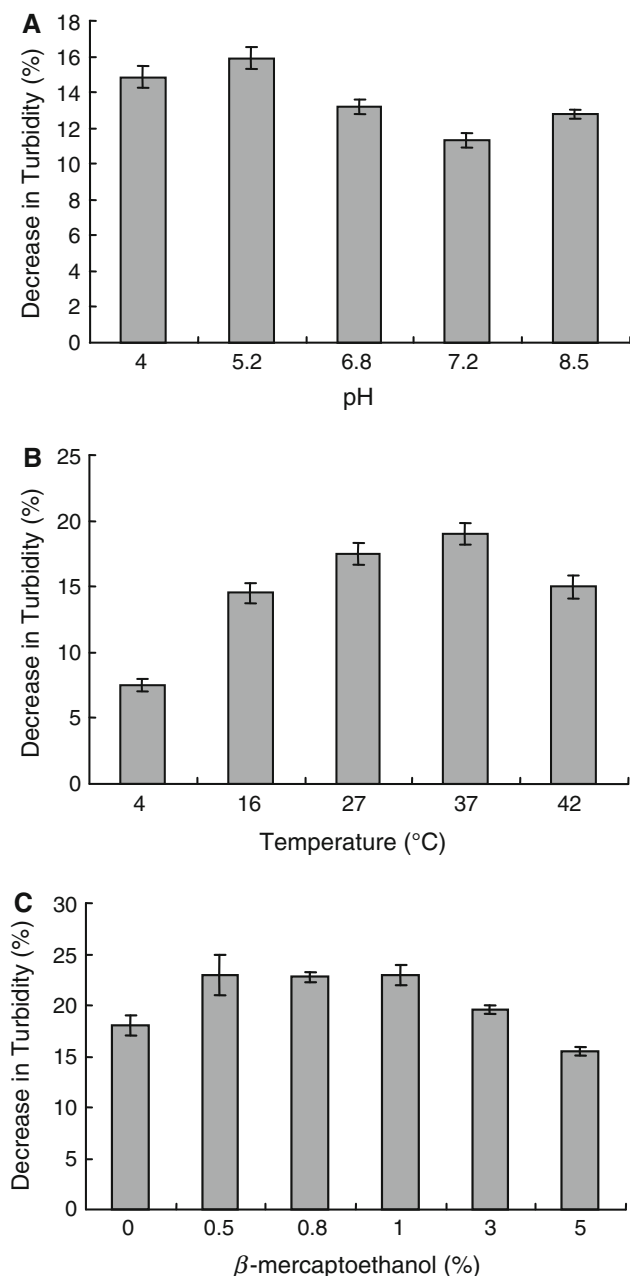 A
18
16
14
12
10
8
6
4
2
0
Decrease in Turbidity (%)
4 5.2 6.8 7.2 8.5
pH
B
25
20
15
10
5
0
Decrease in Turbidity (%)
4 16 27 37 42
Temperature (°C)
C
30
25
20
15
10
5
0
Decrease in Turbidity (%)
0 0.5 0.8 1 3 5
β-mercaptoethanol (%)